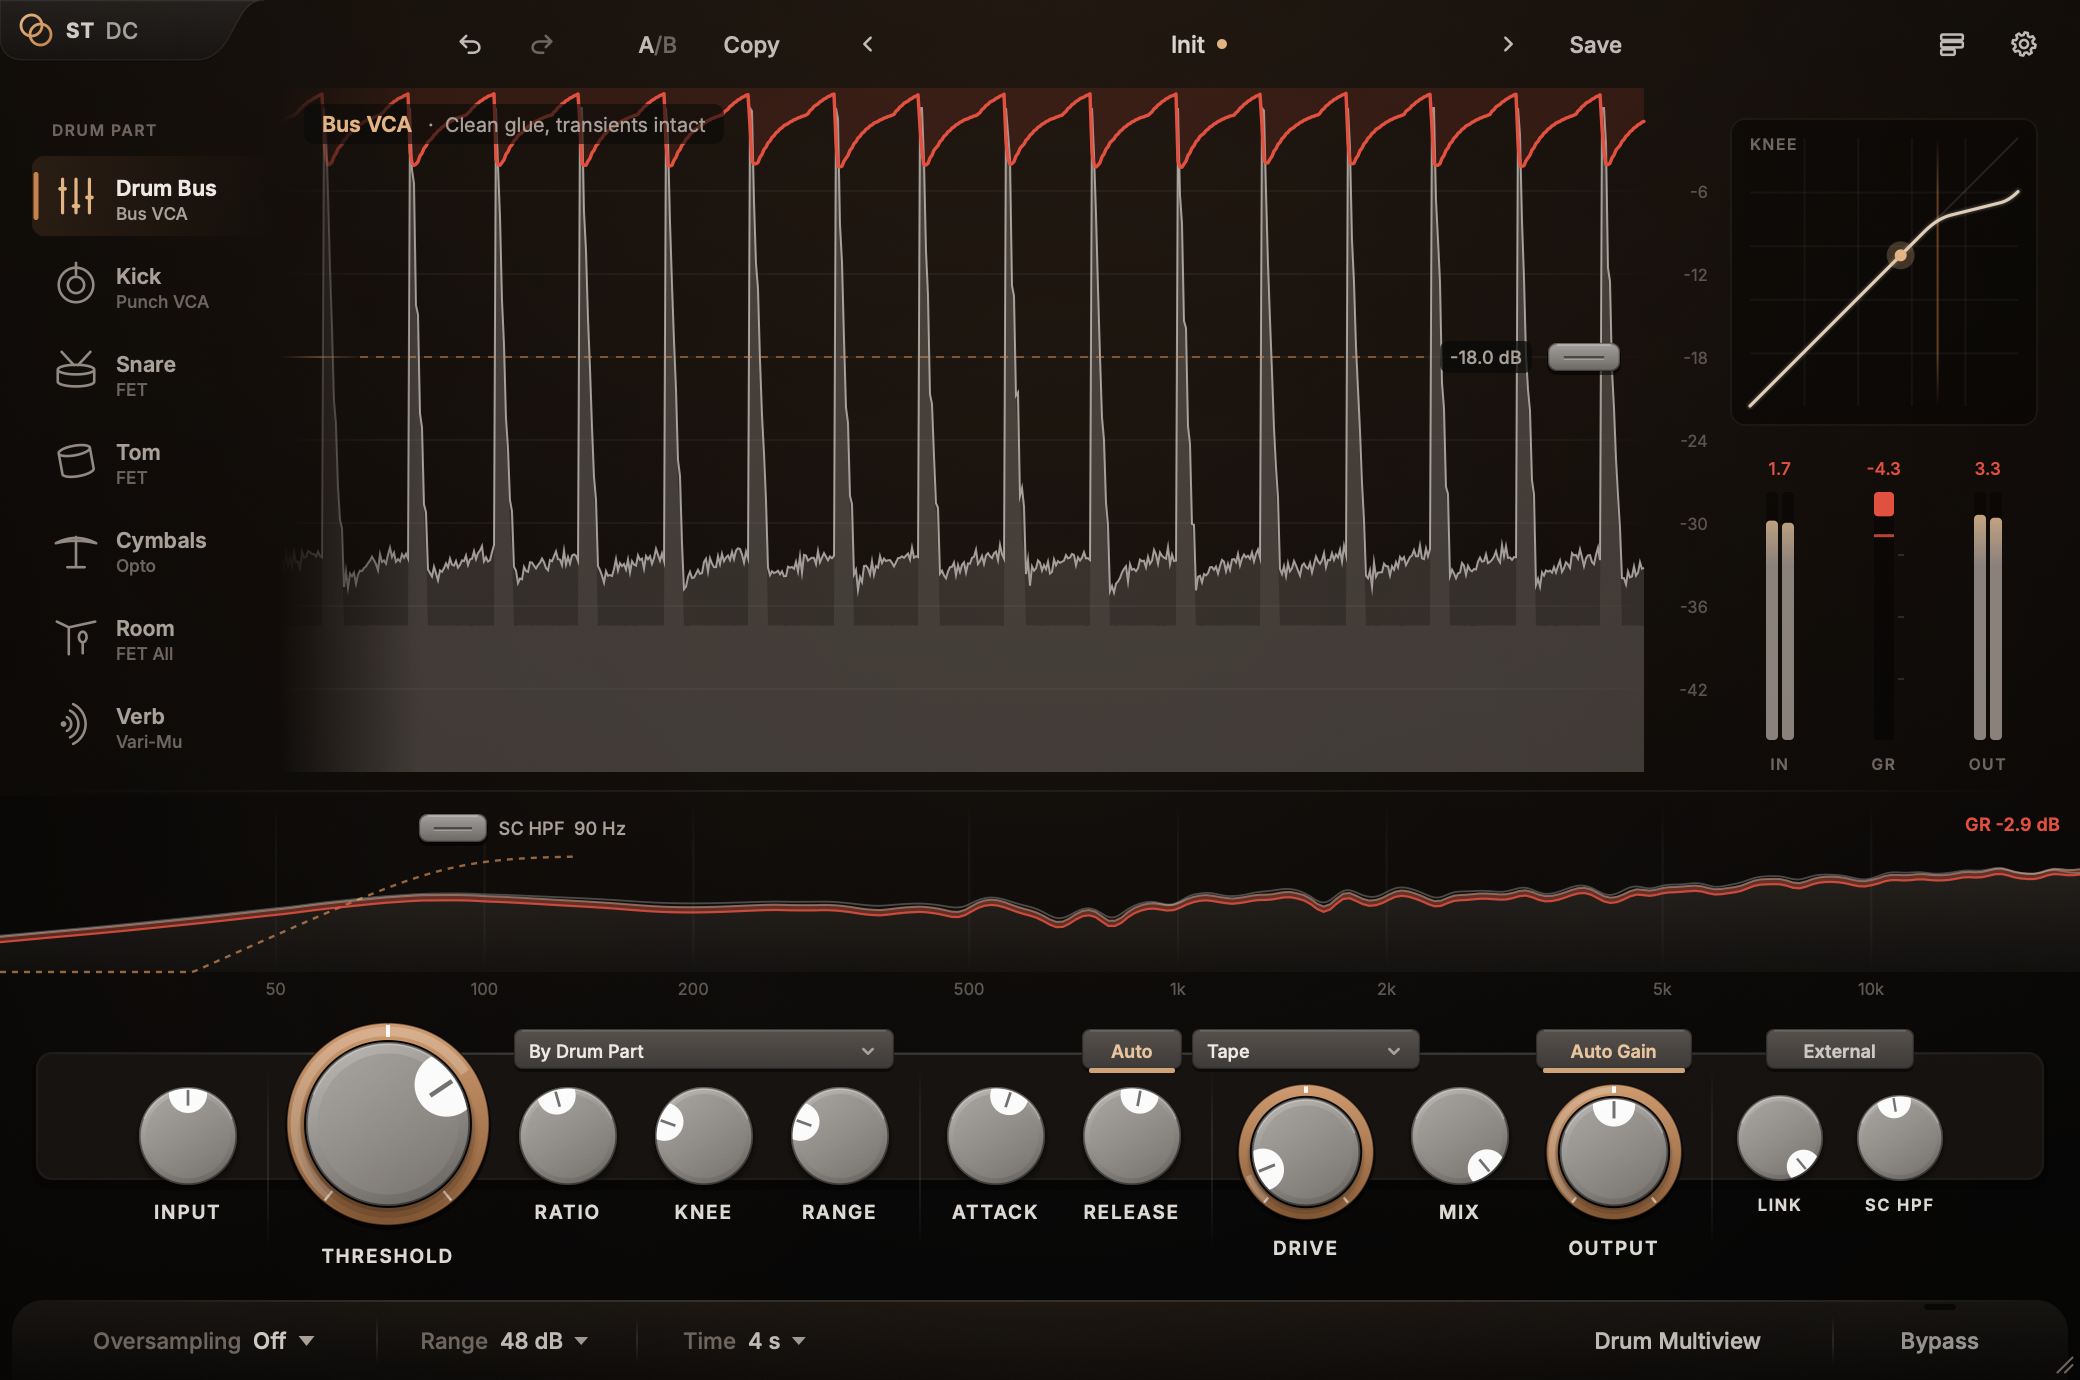 ST DC
A/B Copy Init Save
DRUM PART
Drum Bus
Bus VCA
Kick
Punch VCA
Snare
FET
Tom
FET
Cymbals
Opto
Room
FET All
Verb
Vari-Mu
Bus VCA · Clean glue, transients intact
-18.0 dB
-6
-12
-18
-24
-30
-36
-42
KNEE
1.7 -4.3 3.3
IN GR OUT
SC HPF 90 Hz
GR -2.9 dB
50 100 200 500 1k 2k 5k 10k
By Drum Part Auto Tape Auto Gain External
INPUT THRESHOLD RATIO KNEE RANGE ATTACK RELEASE DRIVE MIX OUTPUT LINK SC HPF
Oversampling Off Range 48 dB Time 4 s Drum Multiview Bypass